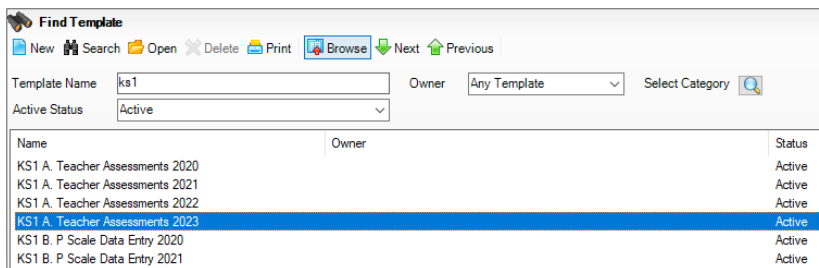 Find Template
New Search Open Delete Print Browse Next Previous
Template Name ks1 Owner Any Template Select Category
Active Status Active
Name Owner Status
KS1 A. Teacher Assessments 2020 Active
KS1 A. Teacher Assessments 2021 Active
KS1 A. Teacher Assessments 2022 Active
KS1 A. Teacher Assessments 2023 Active
KS1 B. P Scale Data Entry 2020 Active
KS1 B. P Scale Data Entry 2021 Active